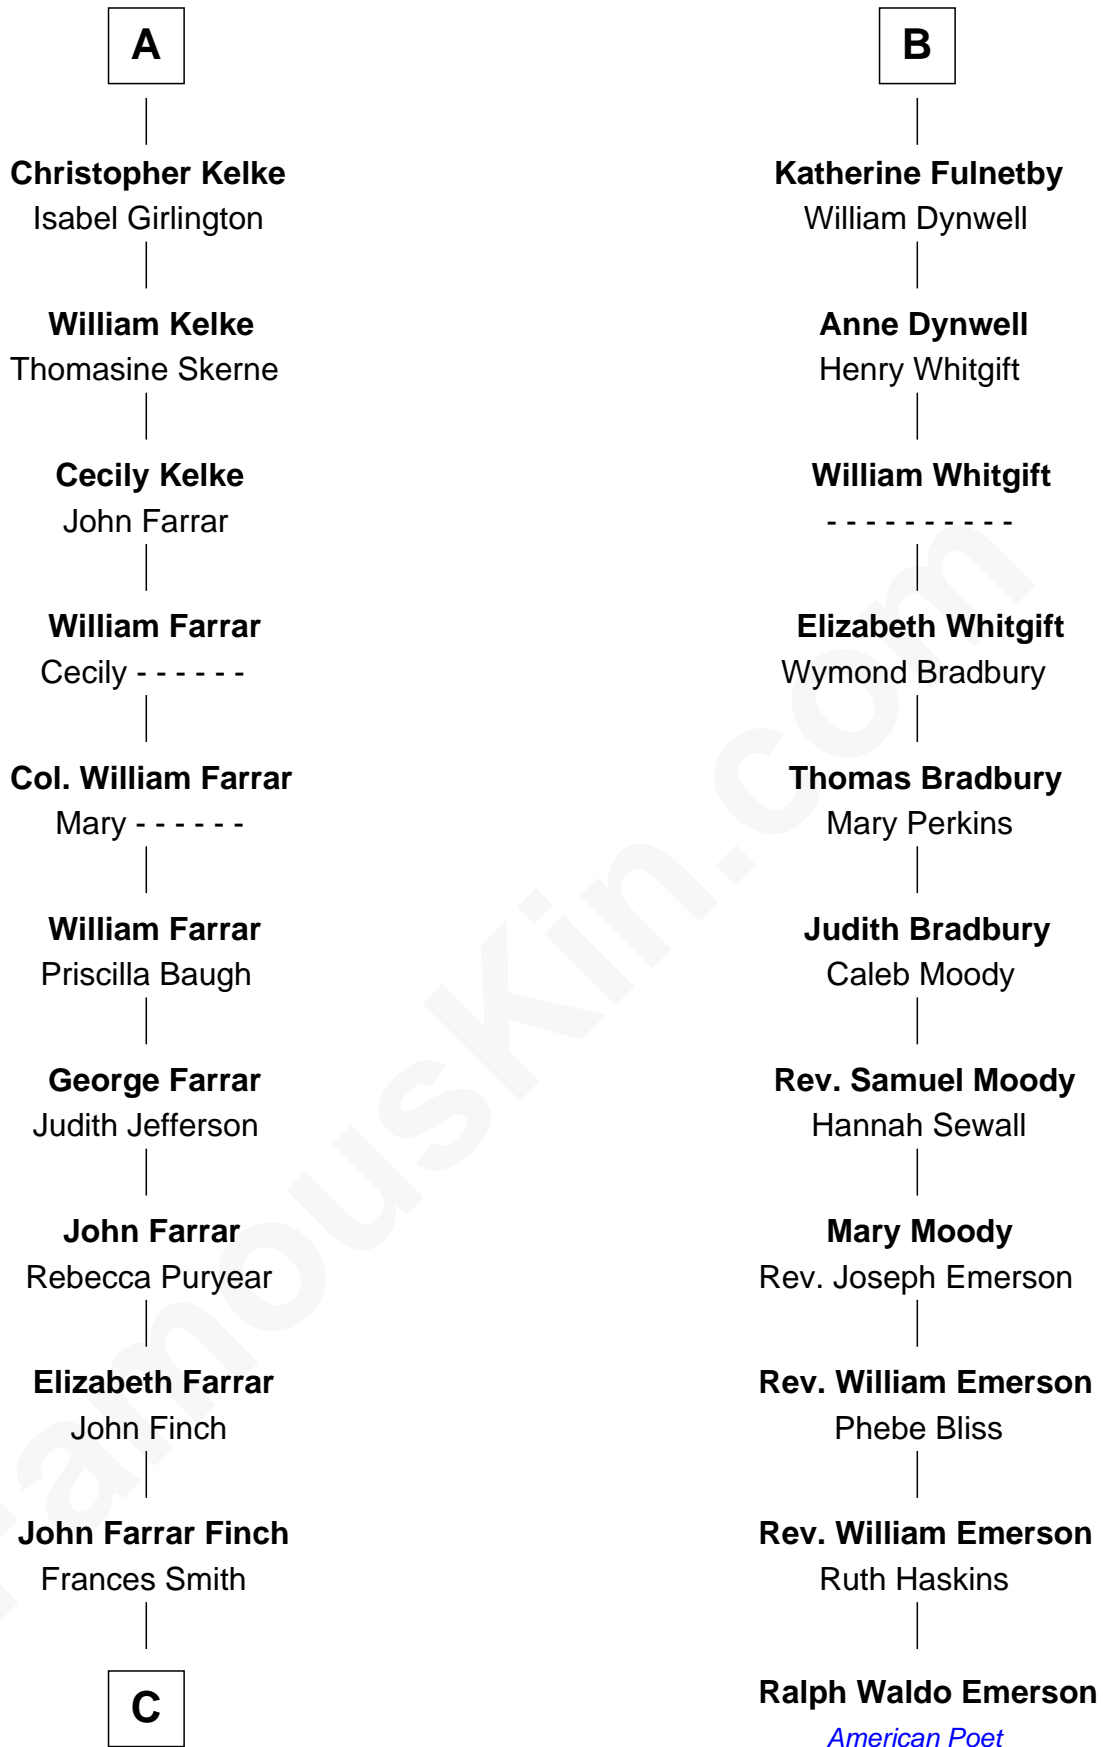 A
Christopher Kelke
Isabel Girlington
William Kelke
Thomasine Skerne
Cecily Kelke
John Farrar
William Farrar
Cecily - - - - - -
Col. William Farrar
Mary - - - - - -
William Farrar
Priscilla Baugh
George Farrar
Judith Jefferson
John Farrar
Rebecca Puryear
Elizabeth Farrar
John Finch
John Farrar Finch
Frances Smith
C
B
Katherine Fulnetby
William Dynwell
Anne Dynwell
Henry Whitgift
William Whitgift
- - - - - - - - - -
Elizabeth Whitgift
Wymond Bradbury
Thomas Bradbury
Mary Perkins
Judith Bradbury
Caleb Moody
Rev. Samuel Moody
Hannah Sewall
Mary Moody
Rev. Joseph Emerson
Rev. William Emerson
Phebe Bliss
Rev. William Emerson
Ruth Haskins
Ralph Waldo Emerson
American Poet
FamousKin.com